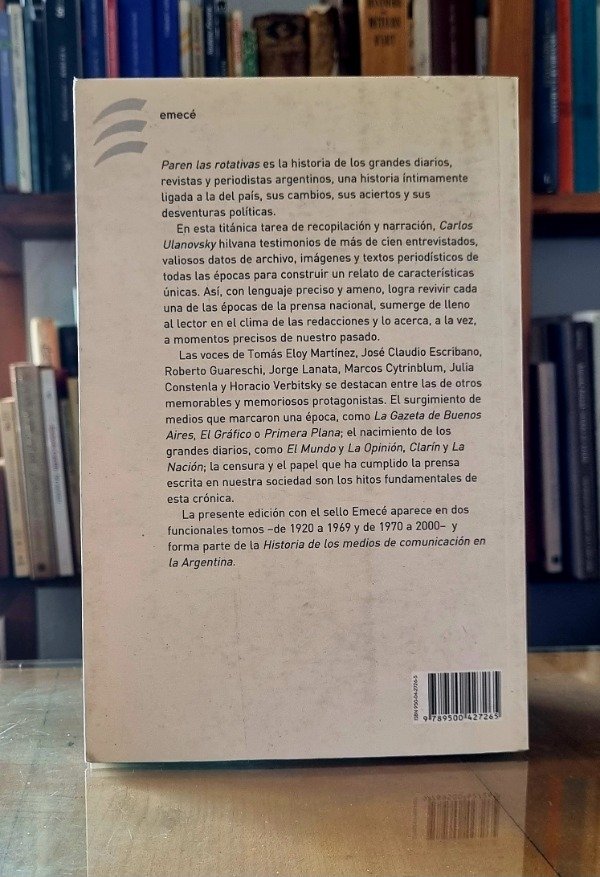 emecé
Paren las rotativas es la historia de los grandes diarios,
revistas y periodistas argentinos, una historia íntimamente
ligada a la del país, sus cambios, sus aciertos y sus
desventuras políticas.
En esta titánica tarea de recopilación y narración, Carlos
Ulanovsky hilvana testimonios de más de cien entrevistados,
valiosos datos de archivo, imágenes y textos periodísticos de
todas las épocas para construir un relato de características
únicas. Así, con lenguaje preciso y ameno, logra revivir cada
una de las épocas de la prensa nacional, sumerge de lleno
al lector en el clima de las redacciones y lo acerca, a la vez,
a momentos precisos de nuestro pasado.
Las voces de Tomás Eloy Martínez, José Claudio Escribano,
Roberto Guareschi, Jorge Lanata, Marcos Cytrinblum, Julia
Constenla y Horacio Verbitsky se destacan entre las de otros
memorables y memoriosos protagonistas. El surgimiento de
medios que marcaron una época, como La Gazeta de Buenos
Aires, El Gráfico o Primera Plana; el nacimiento de los
grandes diarios, como El Mundo y La Opinión, Clarín y La
Nación; la censura y el papel que ha cumplido la prensa
escrita en nuestra sociedad son los hitos fundamentales de
esta crónica.
La presente edición con el sello Emecé aparece en dos
funcionales tomos –de 1920 a 1969 y de 1970 a 2000– y
forma parte de la Historia de los medios de comunicación en
la Argentina.
ISBN 950-04-2726-5
9 789500 427265